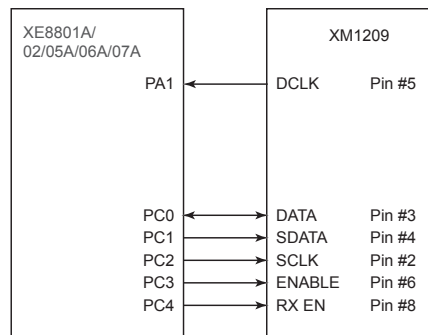 XE8801A/
02/05A/06A/07A
XM1209
PA1 DCLK Pin #5
PC0 DATA Pin #3
PC1 SDATA Pin #4
PC2 SCLK Pin #2
PC3 ENABLE Pin #6
PC4 RX EN Pin #8